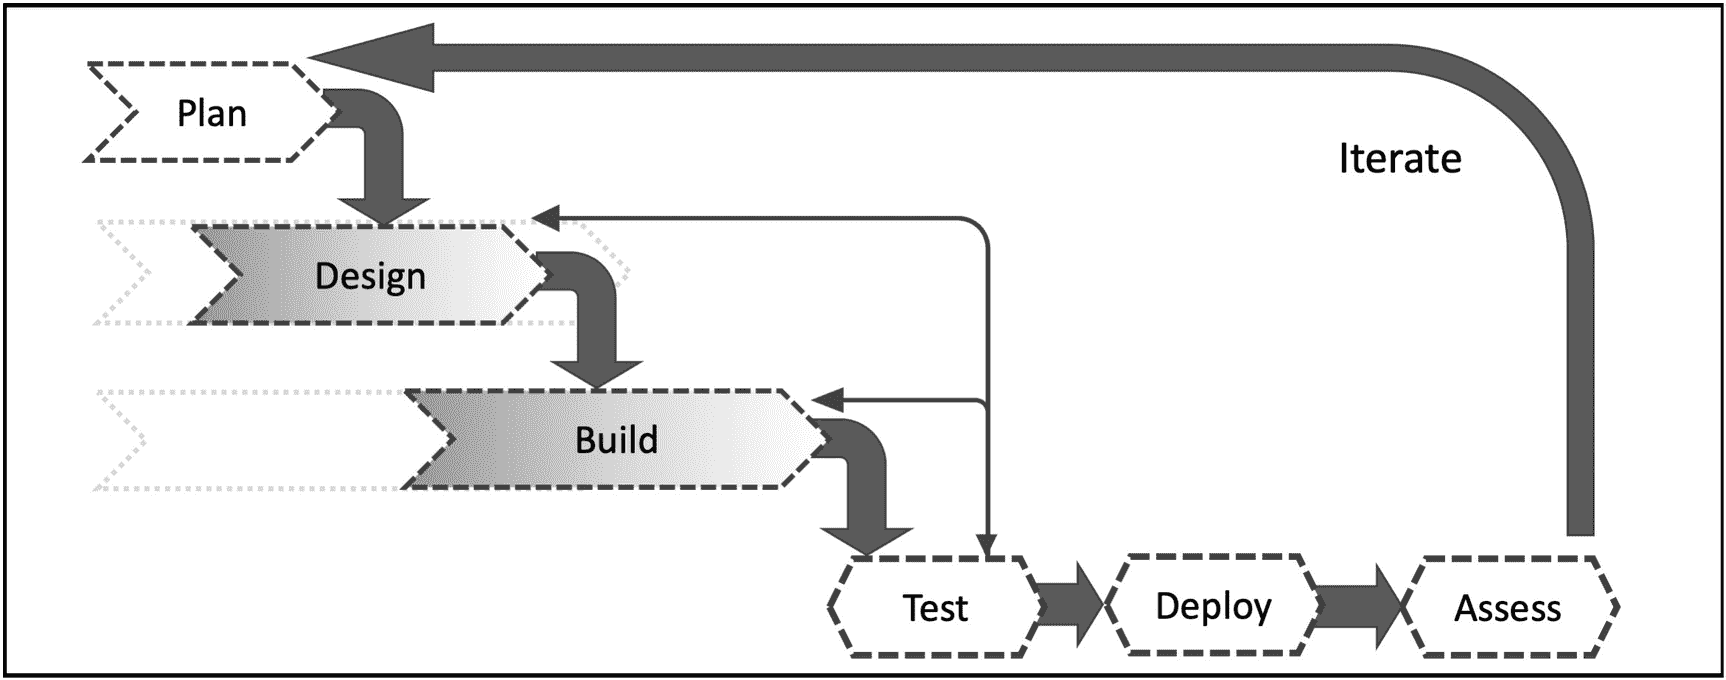 Plan
Iterate
Design
Build
Test
Deploy
Assess